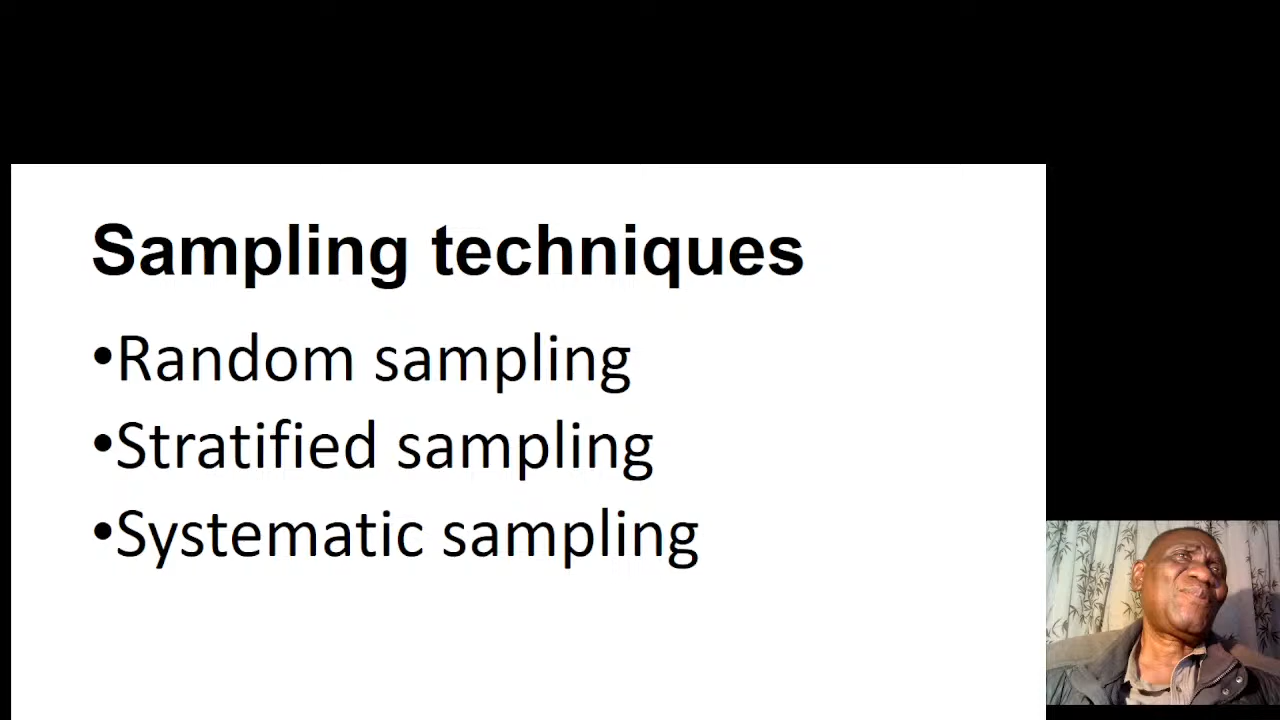 Sampling techniques
•Random sampling
•Stratified sampling
•Systematic sampling